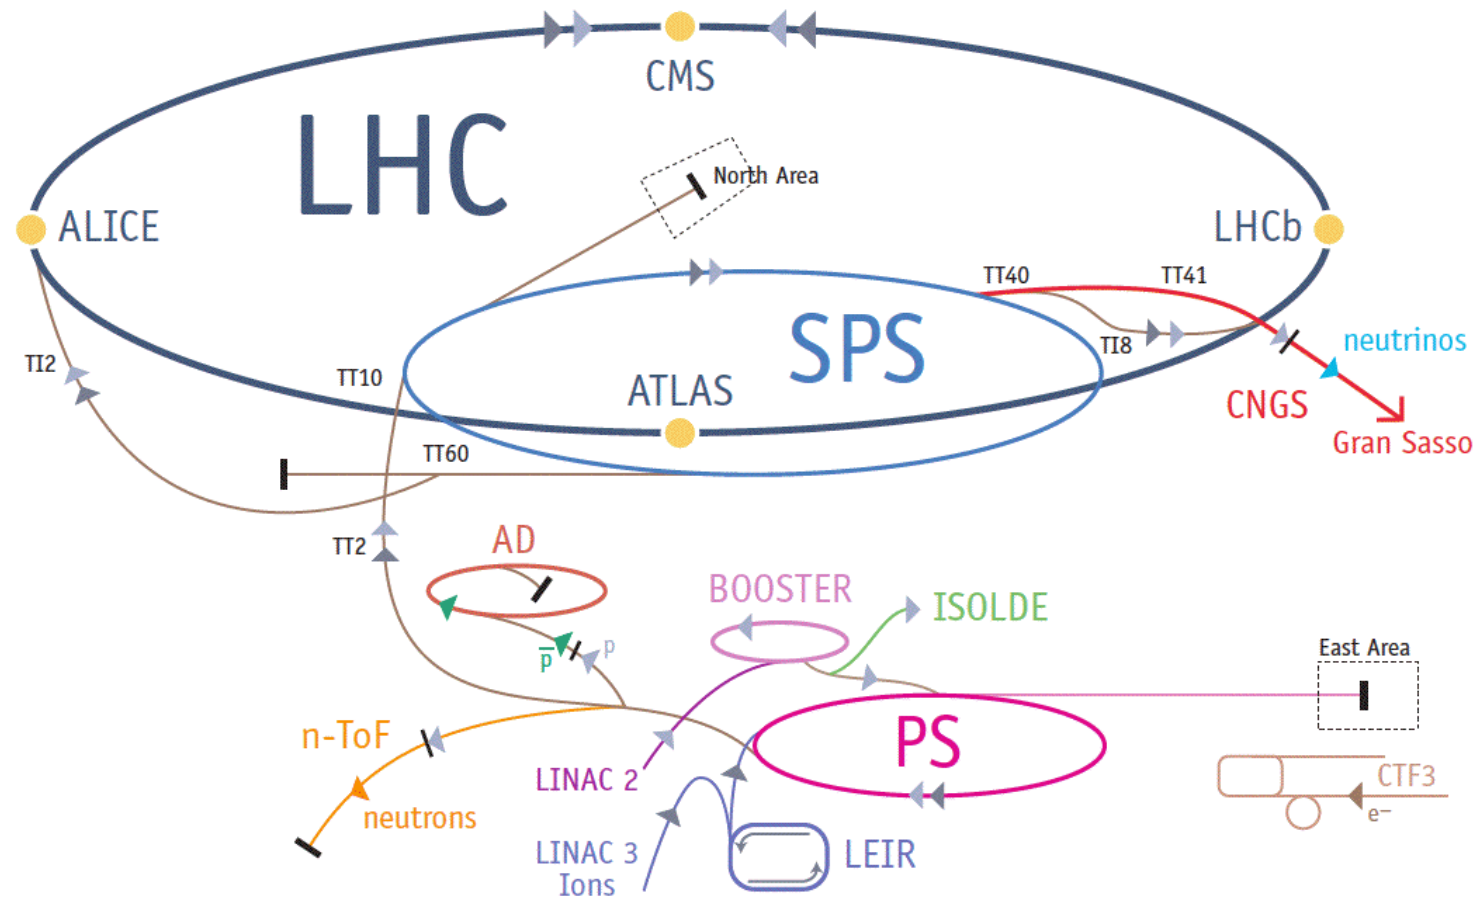 CMS
LHC
North Area
ALICE
LHCb
TT40
TT41
SPS
TI8
neutrinos
TI2
TT10
ATLAS
CNGS
Gran Sasso
TT60
TT2
AD
BOOSTER
ISOLDE
p̅
p
East Area
n-ToF
PS
LINAC 2
CTF3
neutrons
e⁻
LINAC 3
Ions
LEIR